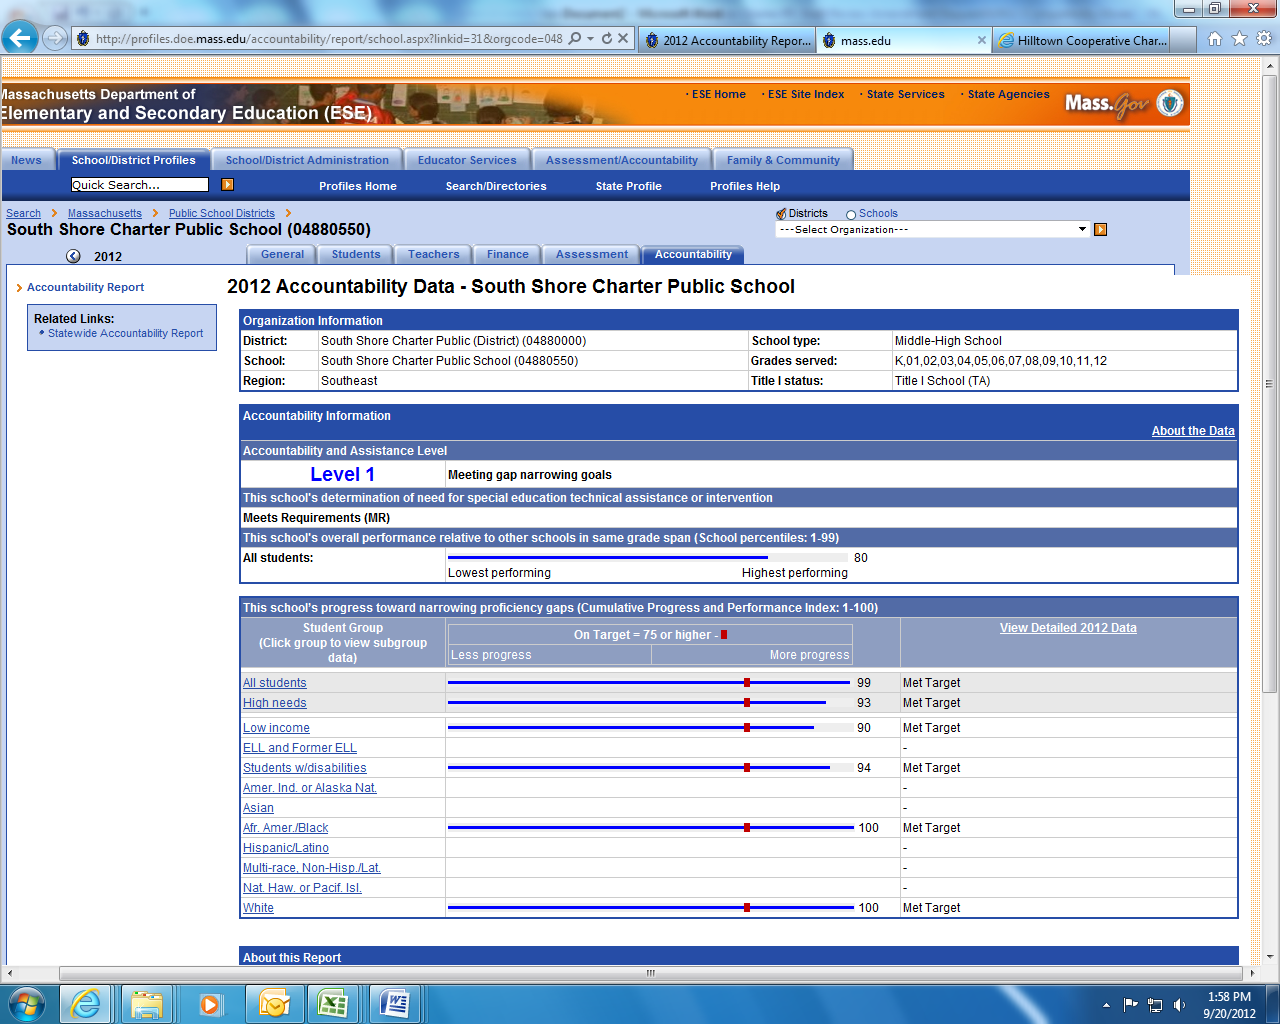 http://profiles.doe.mass.edu/accountability/report/school.aspx?linkid=31&orgcode=048
2012 Accountability Repor...
mass.edu
Hilltown Cooperative Char...
Massachusetts Department of
Elementary and Secondary Education (ESE)
· ESE Home · ESE Site Index · State Services · State Agencies
Mass.Gov
News School/District Profiles School/District Administration Educator Services Assessment/Accountability Family & Community
Quick Search... Profiles Home Search/Directories State Profile Profiles Help
Search Massachusetts Public School Districts
Districts Schools
South Shore Charter Public School (04880550)
---Select Organization---
2012 General Students Teachers Finance Assessment Accountability
Accountability Report
Related Links:
Statewide Accountability Report
2012 Accountability Data - South Shore Charter Public School
Organization Information
District: South Shore Charter Public (District) (04880000) School type: Middle-High School
School: South Shore Charter Public School (04880550) Grades served: K,01,02,03,04,05,06,07,08,09,10,11,12
Region: Southeast Title I status: Title I School (TA)
Accountability Information
About the Data
Accountability and Assistance Level
Level 1 Meeting gap narrowing goals
This school's determination of need for special education technical assistance or intervention
Meets Requirements (MR)
This school's overall performance relative to other schools in same grade span (School percentiles: 1-99)
All students: 80
Lowest performing Highest performing
This school's progress toward narrowing proficiency gaps (Cumulative Progress and Performance Index: 1-100)
Student Group
(Click group to view subgroup
data)
On Target = 75 or higher -
Less progress More progress
View Detailed 2012 Data
All students 99 Met Target
High needs 93 Met Target
Low income 90 Met Target
ELL and Former ELL -
Students w/disabilities 94 Met Target
Amer. Ind. or Alaska Nat. -
Asian -
Afr. Amer./Black 100 Met Target
Hispanic/Latino -
Multi-race, Non-Hisp./Lat. -
Nat. Haw. or Pacif. Isl. -
White 100 Met Target
About this Report
1:58 PM
9/20/2012